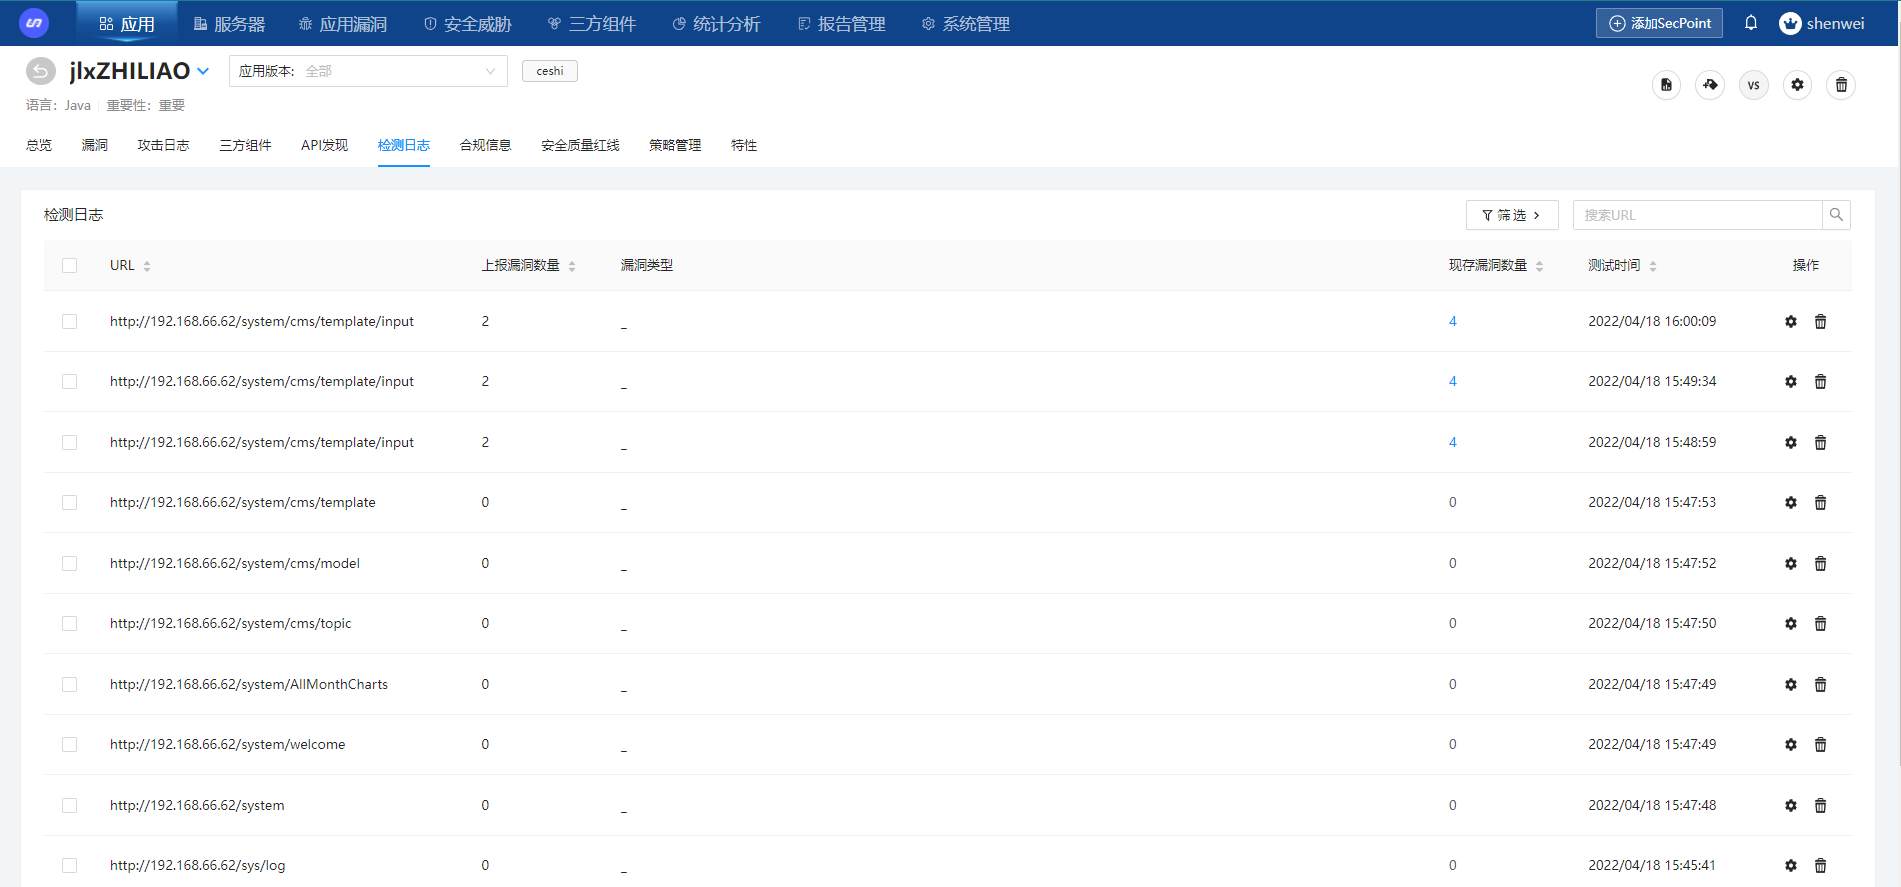 应用 服务器 应用漏洞 安全威胁 三方组件 统计分析 报告管理 系统管理 添加SecPoint shenwei
jlxZHILIAO 应用版本: 全部 ceshi
语言: Java 重要性: 重要
VS
总览 漏洞 攻击日志 三方组件 API发现 检测日志 合规信息 安全质量红线 策略管理 特性
检测日志 筛选 搜索URL
URL 上报漏洞数量 漏洞类型 现存漏洞数量 测试时间 操作
http://192.168.66.62/system/cms/template/input 2 _ 4 2022/04/18 16:00:09
http://192.168.66.62/system/cms/template/input 2 _ 4 2022/04/18 15:49:34
http://192.168.66.62/system/cms/template/input 2 _ 4 2022/04/18 15:48:59
http://192.168.66.62/system/cms/template 0 _ 0 2022/04/18 15:47:53
http://192.168.66.62/system/cms/model 0 _ 0 2022/04/18 15:47:52
http://192.168.66.62/system/cms/topic 0 _ 0 2022/04/18 15:47:50
http://192.168.66.62/system/AllMonthCharts 0 _ 0 2022/04/18 15:47:49
http://192.168.66.62/system/welcome 0 _ 0 2022/04/18 15:47:49
http://192.168.66.62/system 0 _ 0 2022/04/18 15:47:48
http://192.168.66.62/sys/log 0 _ 0 2022/04/18 15:45:41